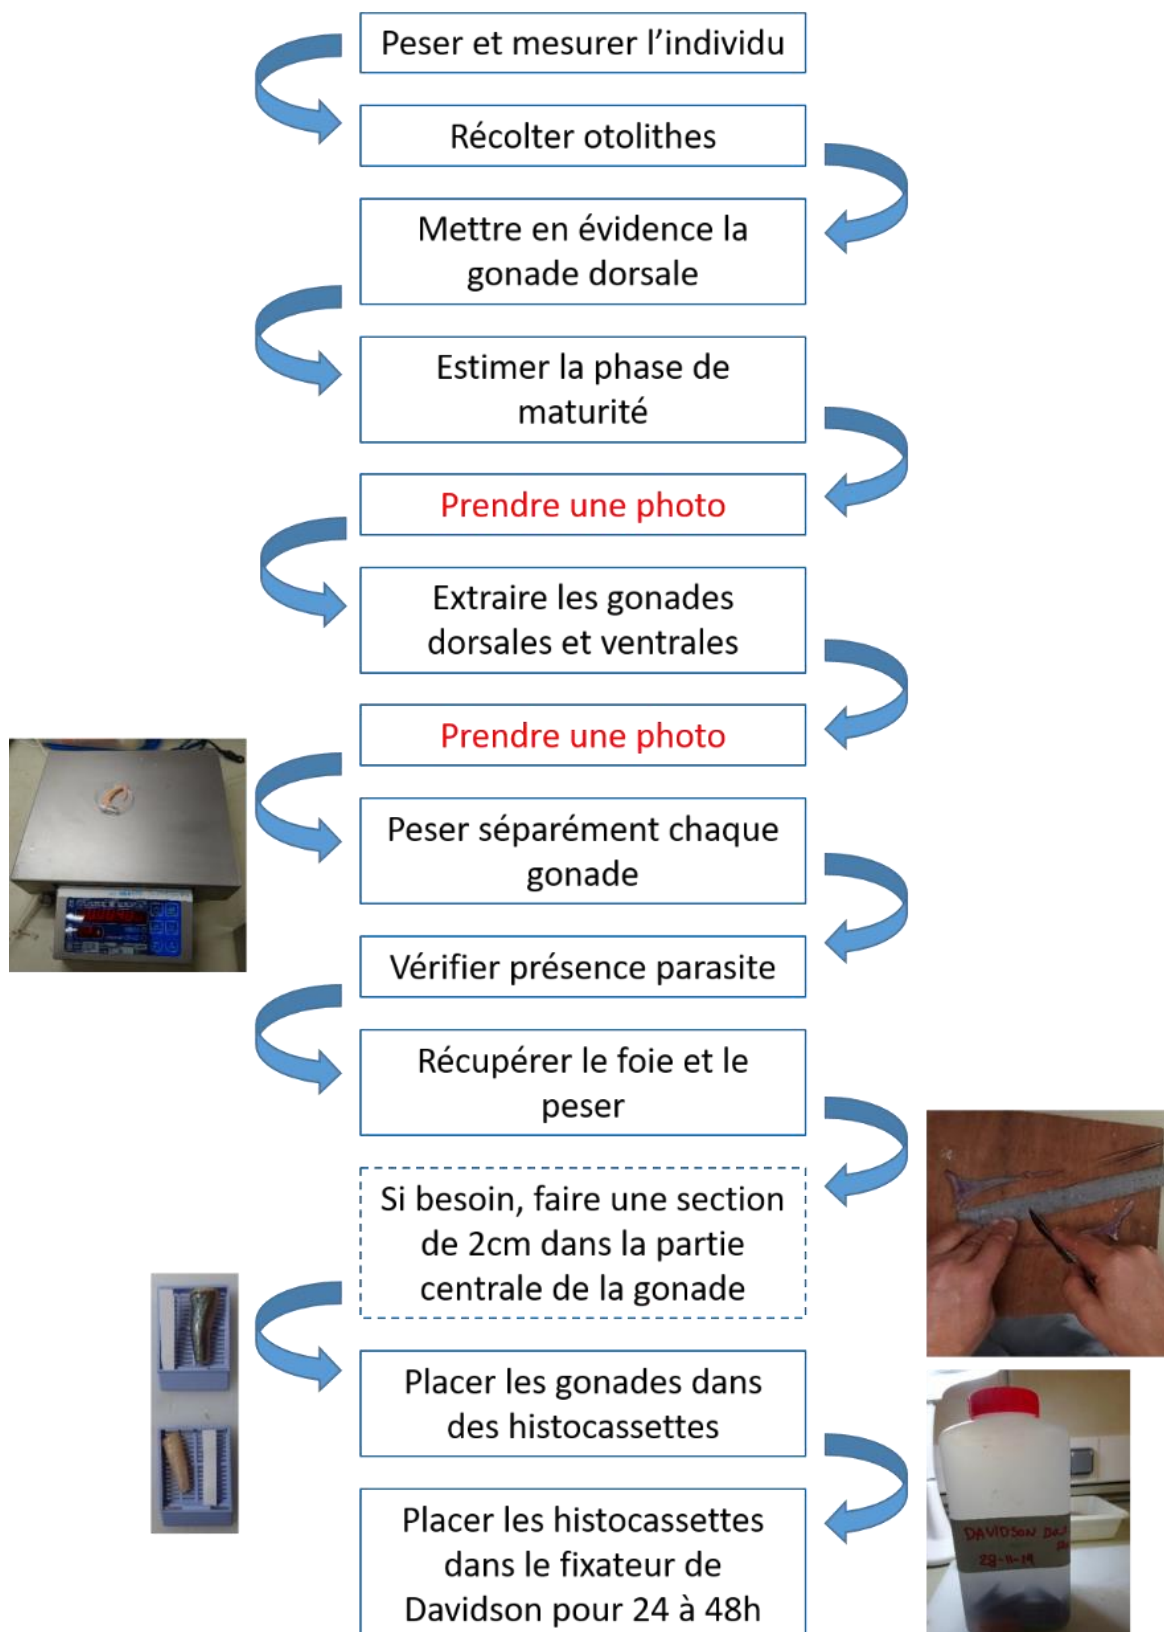 Peser et mesurer l’individu
Récolter otolithes
Mettre en évidence la
gonade dorsale
Estimer la phase de
maturité
Prendre une photo
Extraire les gonades
dorsales et ventrales
Prendre une photo
Peser séparément chaque
gonade
Vérifier présence parasite
Récupérer le foie et le
peser
Si besoin, faire une section
de 2cm dans la partie
centrale de la gonade
Placer les gonades dans
des histocassettes
Placer les histocassettes
dans le fixateur de
Davidson pour 24 à 48h
DAVIDSON
28-11-19